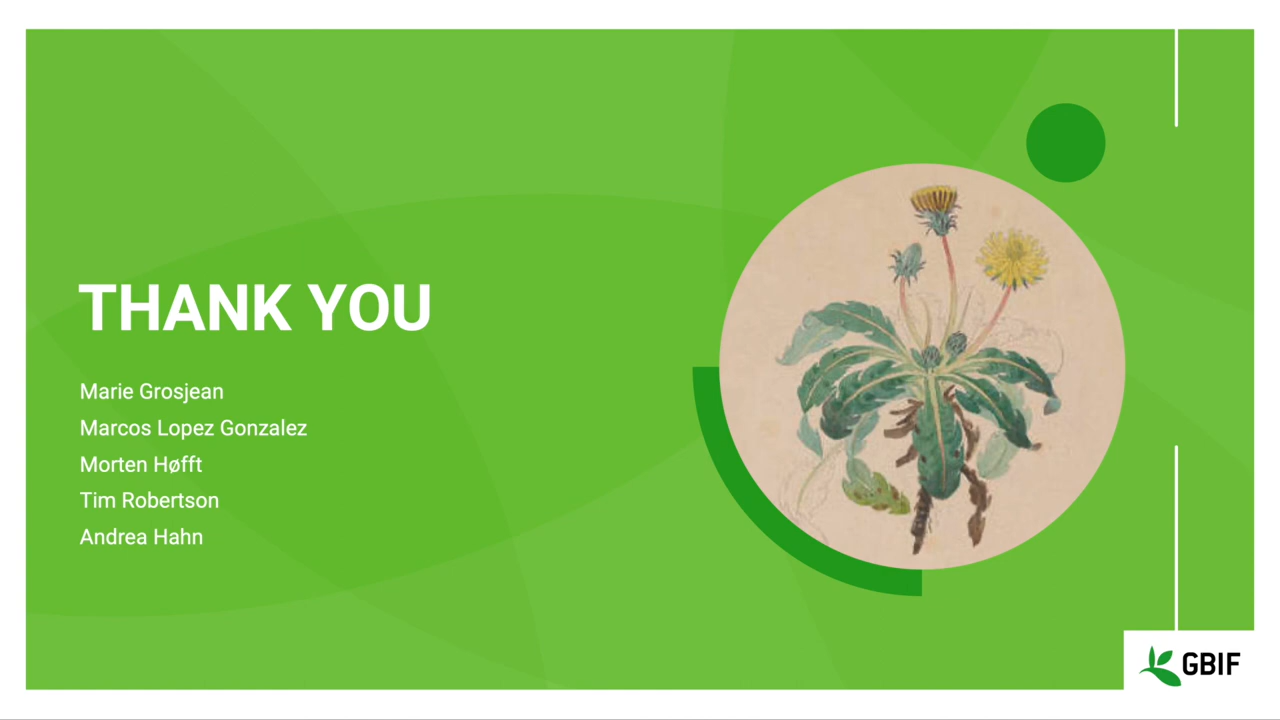 THANK YOU
Marie Grosjean
Marcos Lopez Gonzalez
Morten Høfft
Tim Robertson
Andrea Hahn
GBIF